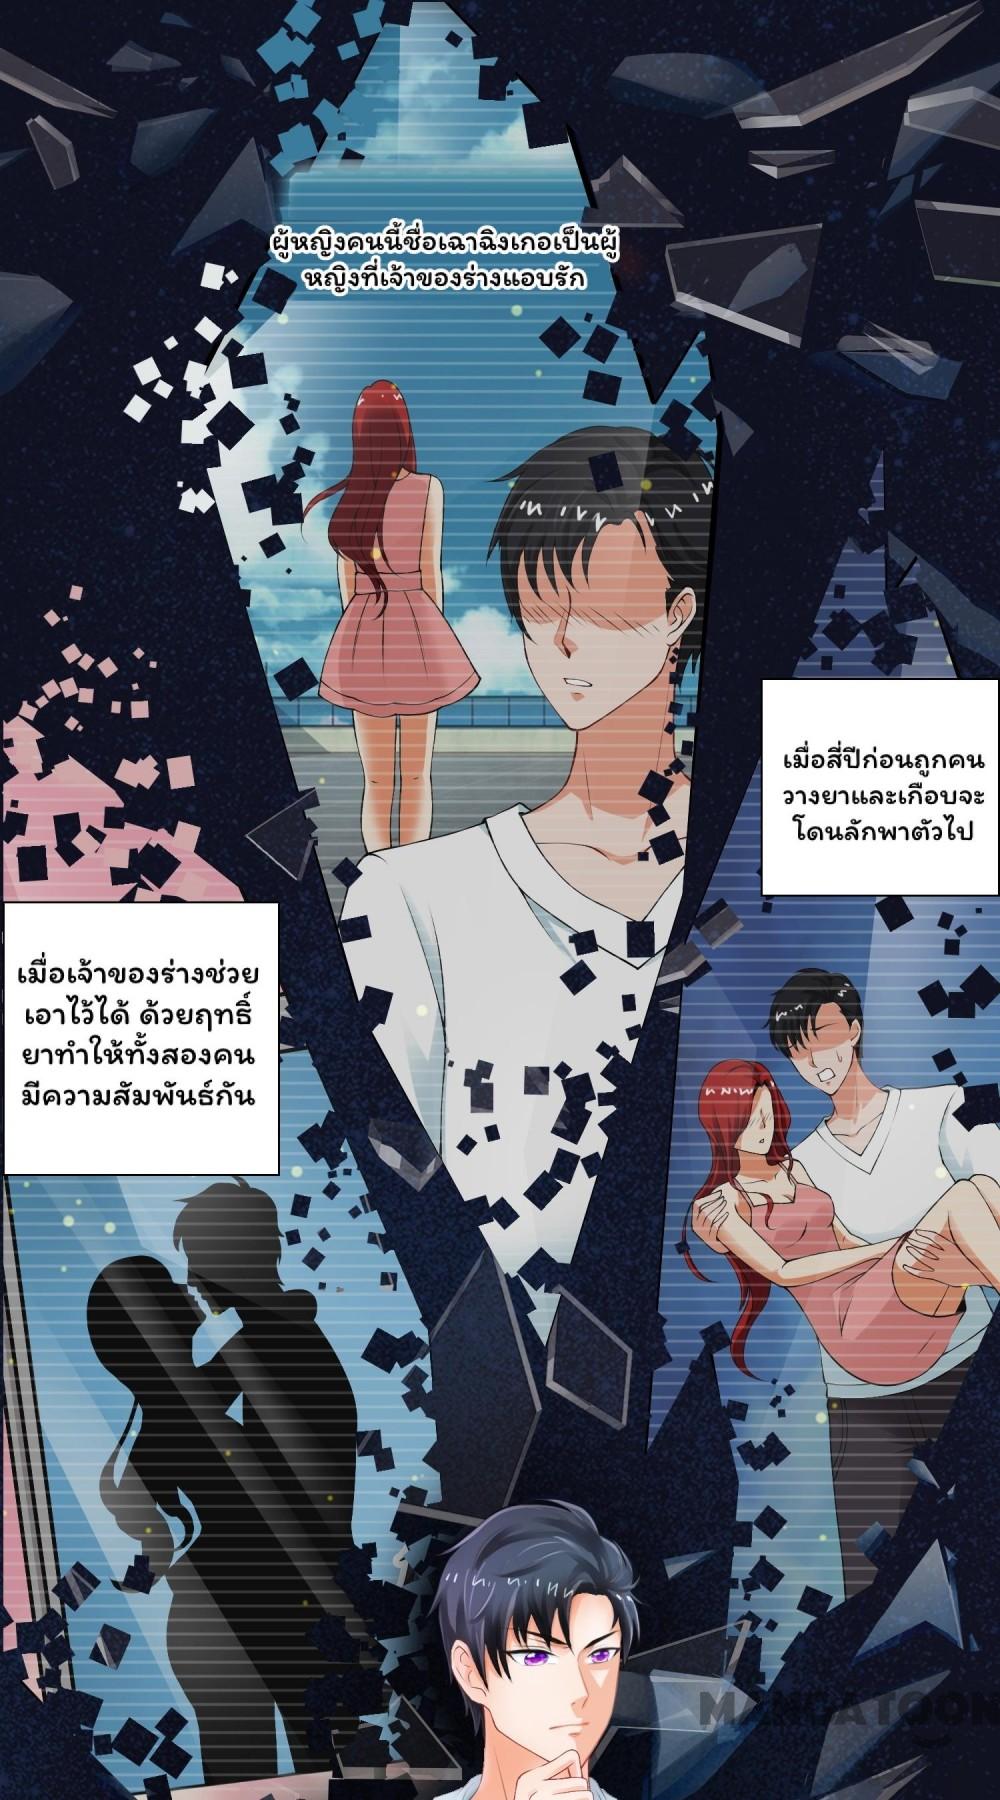 ผู้หญิงคนนี้ชื่อเฉาฉิงเกอเป็นผู้
หญิงที่เจ้าของร่างแอบรัก
เมื่อสี่ปีก่อนถูกคน
วางยาและเกือบจะ
โดนลักพาตัวไป
เมื่อเจ้าของร่างช่วย
เอาไว้ได้ ด้วยฤทธิ์
ยาทำให้ทั้งสองคน
มีความสัมพันธ์กัน
MANGATOON